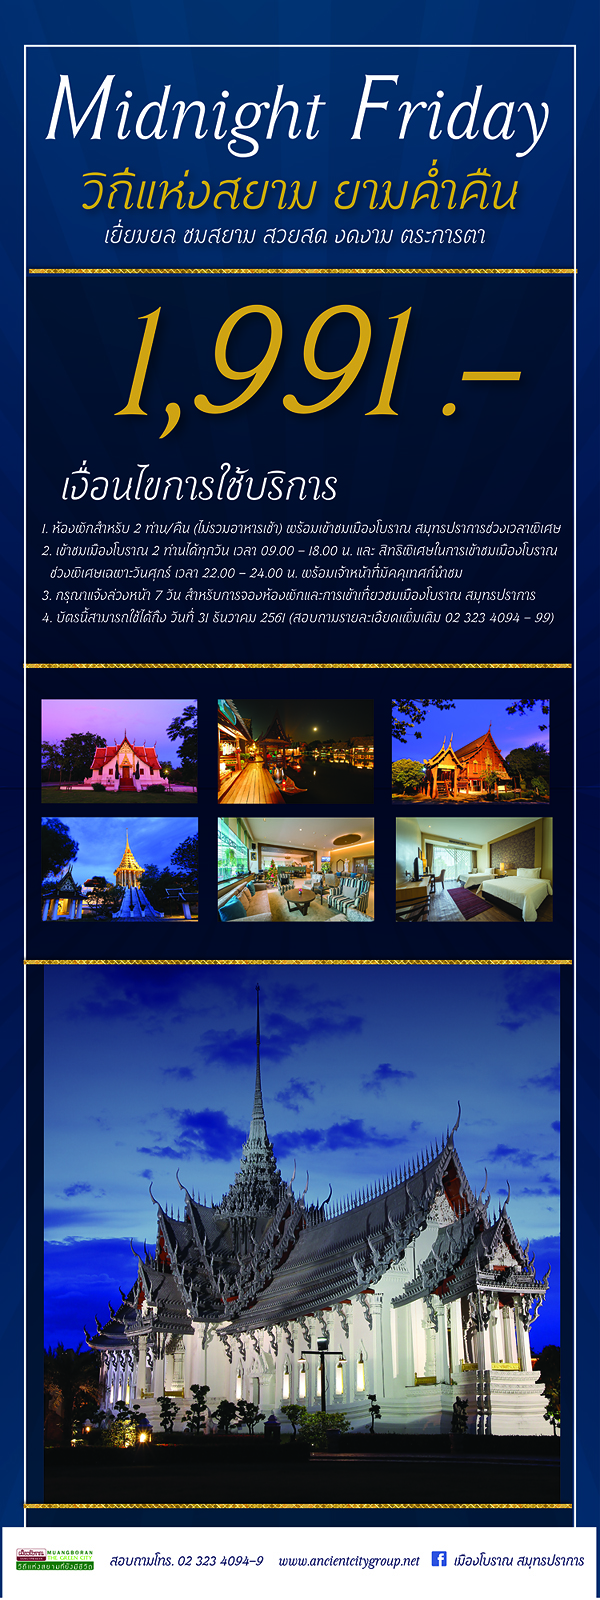 Midnight Friday
วิถีแห่งสยาม ยามค่ำคืน
เยี่ยมยล ชมสยาม สวยสด งดงาม ตระการตา
1,991.-
เงื่อนไขการใช้บริการ
1. ห้องพักสำหรับ 2 ท่าน/คืน (ไม่รวมอาหารเช้า) พร้อมเข้าชมเมืองโบราณ สมุทรปราการช่วงเวลาพิเศษ
2. เข้าชมเมืองโบราณ 2 ท่านได้ทุกวัน เวลา 09.00 – 18.00 น. และ สิทธิพิเศษในการเข้าชมเมืองโบราณ
ช่วงพิเศษเฉพาะวันศุกร์ เวลา 22.00 – 24.00 น. พร้อมเจ้าหน้าที่มัคคุเทศก์นำชม
3. กรุณาแจ้งล่วงหน้า 7 วัน สำหรับการจองห้องพักและการเข้าเที่ยวชมเมืองโบราณ สมุทรปราการ
4. บัตรนี้สามารถใช้ได้ถึง วันที่ 31 ธันวาคม 2561 (สอบถามรายละเอียดเพิ่มเติม 02 323 4094 – 99)
เมืองโบราณ MUANGBORAN
THE GREEN CITY
วิถีแห่งสยามที่ยังมีชีวิต
สอบถามโทร. 02 323 4094-9 www.ancientcitygroup.net f เมืองโบราณ สมุทรปราการ